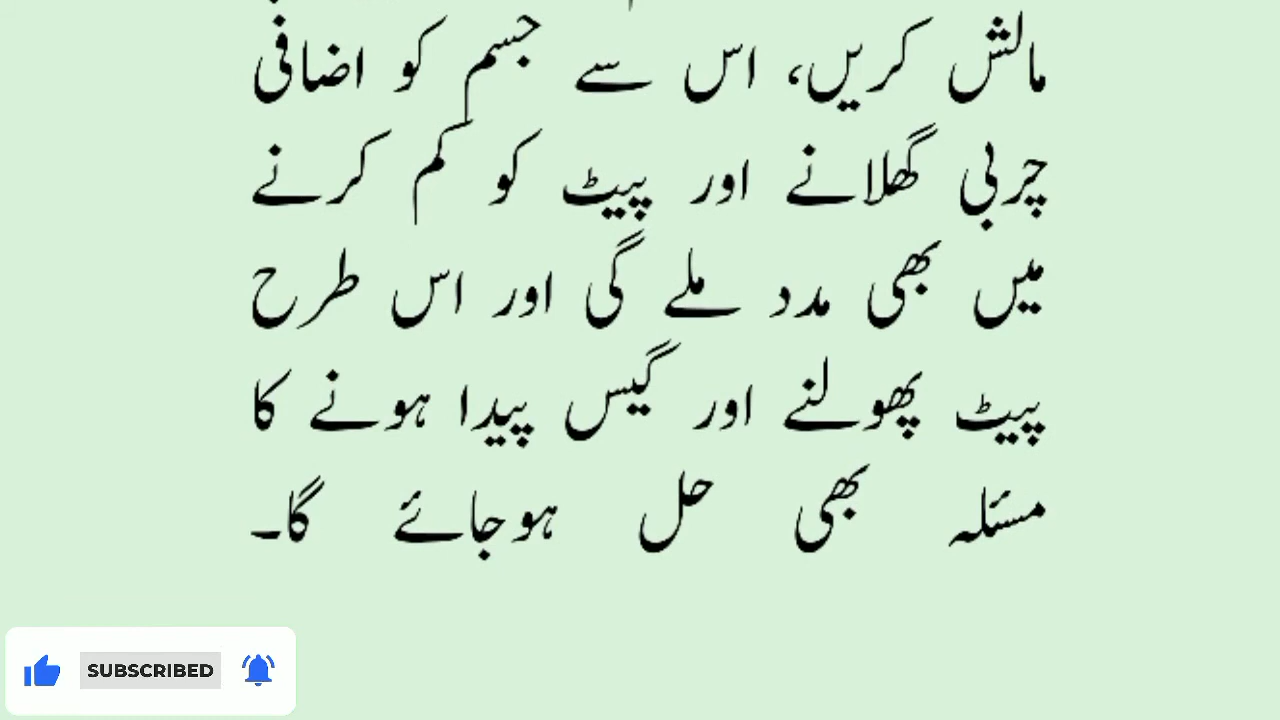 مالش کریں، اس سے جسم کو اضافی
چربی گھلانے اور پیٹ کو کم کرنے
میں بھی مدد ملے گی اور اس طرح
پیٹ پھولنے اور گیس پیدا ہونے کا
مسئلہ بھی حل ہوجائے گا۔
SUBSCRIBED